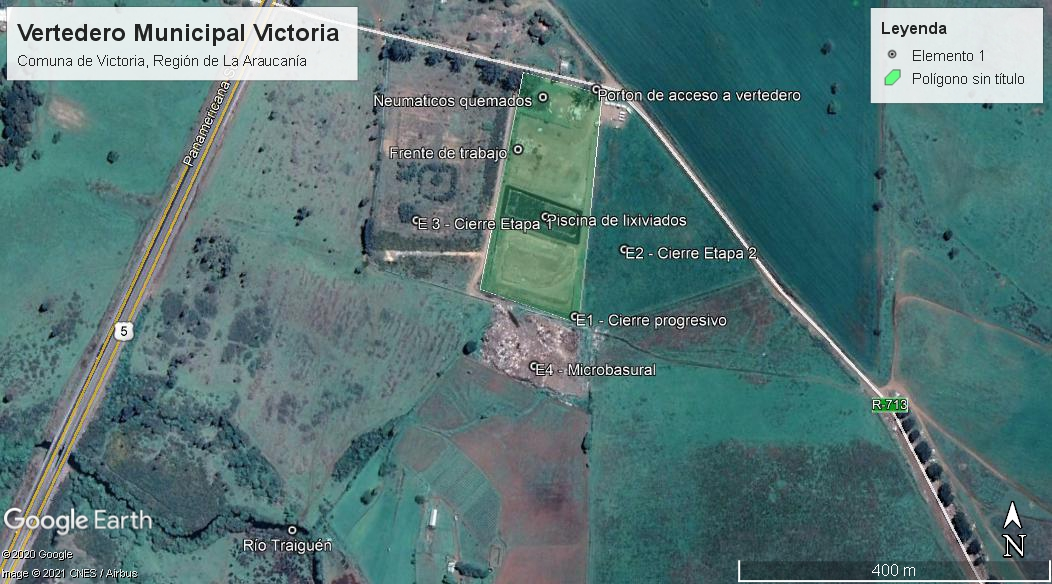 Vertedero Municipal Victoria
Comuna de Victoria, Región de La Araucanía
Leyenda
Elemento 1
Polígono sin título
Panamericana S
Neumaticos quemados
Porton de acceso a vertedero
Frente de trabajo
E 3 - Cierre Etapa 1
Piscina de lixiviados
E2 - Cierre Etapa 2
E1 - Cierre progresivo
5
E4 - Microbasural
R-713
Google Earth
Río Traiguén
© 2020 Google
Image © 2021 CNES / Airbus
400 m
N